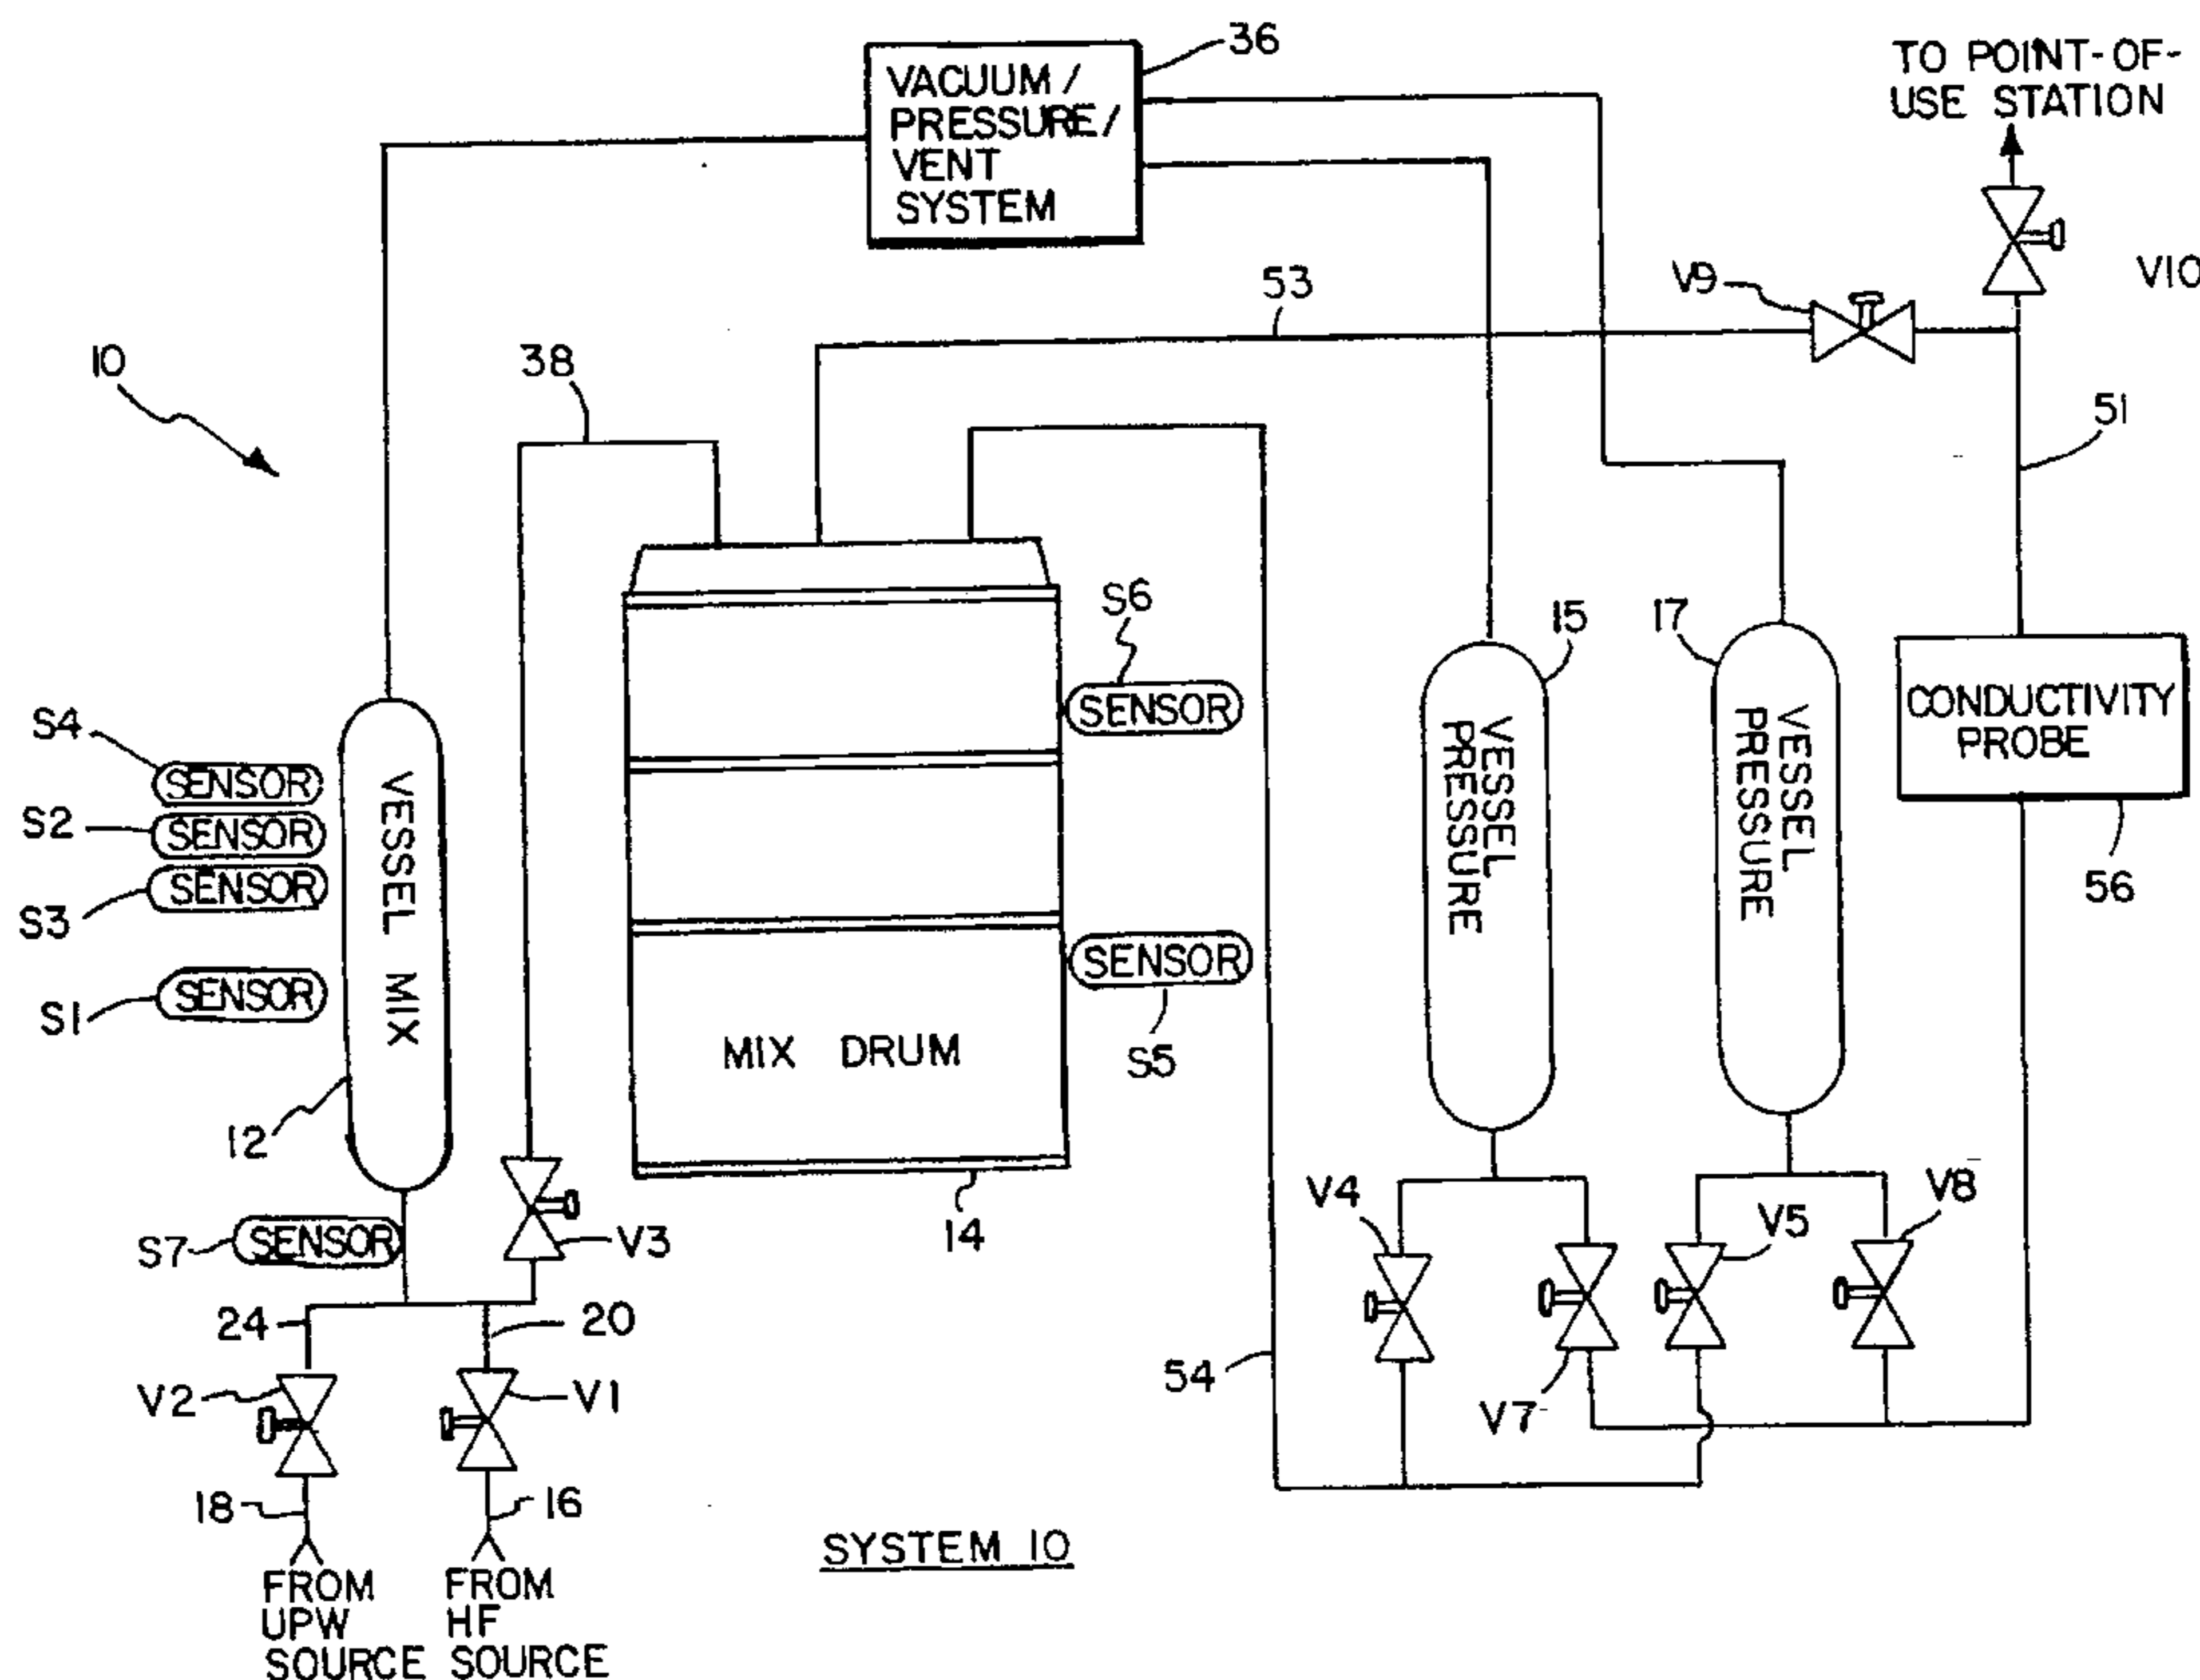 36
VACUUM /
PRESSURE /
VENT
SYSTEM
TO POINT-OF-
USE STATION
V10
V9
53
10
38
51
S6
SENSOR
15
17
VESSEL
PRESSURE
VESSEL
PRESSURE
CONDUCTIVITY
PROBE
56
S4
SENSOR
S2
SENSOR
S3
SENSOR
S1
SENSOR
VESSEL MIX
SENSOR
S5
MIX DRUM
12
14
S7
SENSOR
V3
V4
V5
V8
24
20
54
V7
V2
V1
18
16
FROM
UPW
SOURCE
FROM
HF
SOURCE
SYSTEM 10